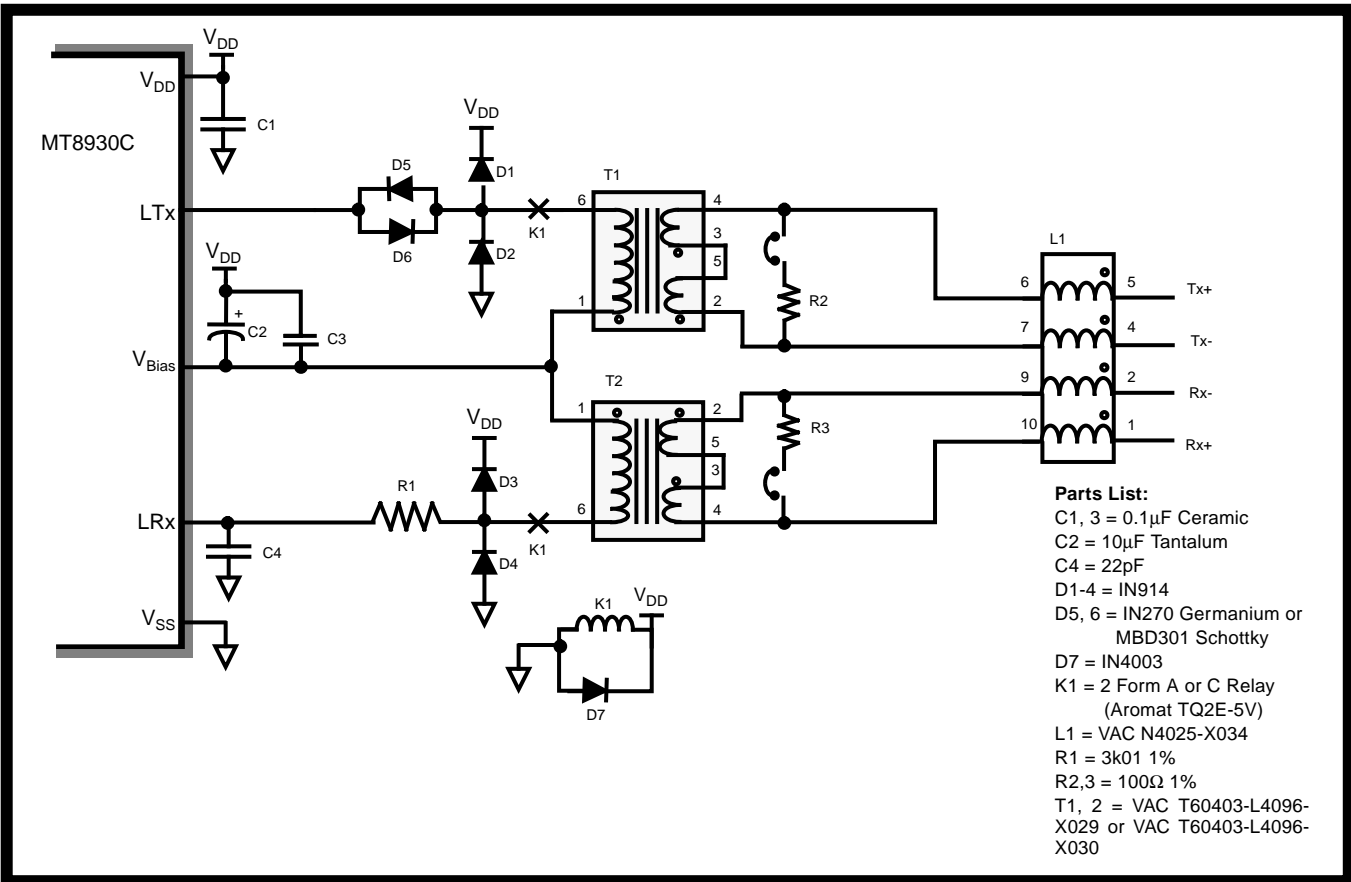 VDD
VDD
C1
MT8930C
VDD
D5
D1
T1
LTx
6
4
K1
3
L1
D6
D2
5
VDD
6
5
Tx+
+
1
2
R2
C2
C3
7
4
Tx-
VBias
T2
9
2
Rx-
VDD
1
2
R3
10
1
Rx+
5
R1
D3
3
LRx
6
4
C4
D4
K1
VSS
K1
VDD
D7
Parts List:
C1, 3 = 0.1μF Ceramic
C2 = 10μF Tantalum
C4 = 22pF
D1-4 = IN914
D5, 6 = IN270 Germanium or
MBD301 Schottky
D7 = IN4003
K1 = 2 Form A or C Relay
(Aromat TQ2E-5V)
L1 = VAC N4025-X034
R1 = 3k01 1%
R2,3 = 100Ω 1%
T1, 2 = VAC T60403-L4096-
X029 or VAC T60403-L4096-
X030